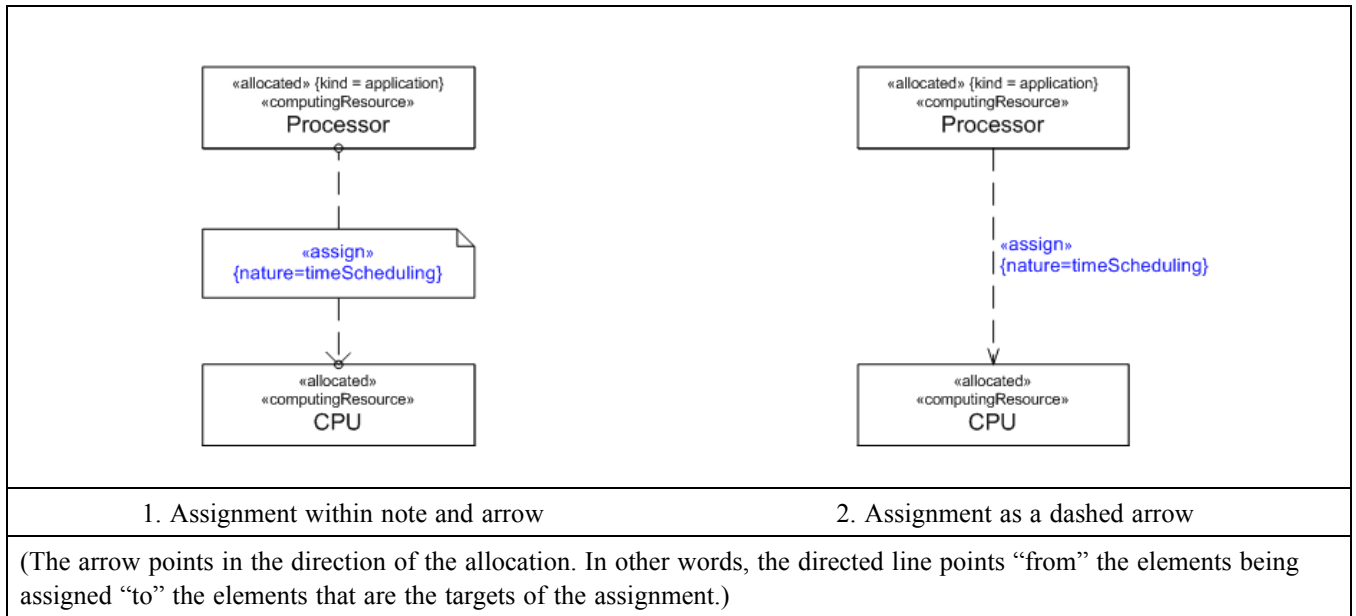 «allocated» {kind = application}
«computingResource»
Processor
«assign»
{nature=timeScheduling}
«allocated»
«computingResource»
CPU
«allocated» {kind = application}
«computingResource»
Processor
«assign»
{nature=timeScheduling}
«allocated»
«computingResource»
CPU
1. Assignment within note and arrow
2. Assignment as a dashed arrow
(The arrow points in the direction of the allocation. In other words, the directed line points “from” the elements being
assigned “to” the elements that are the targets of the assignment.)